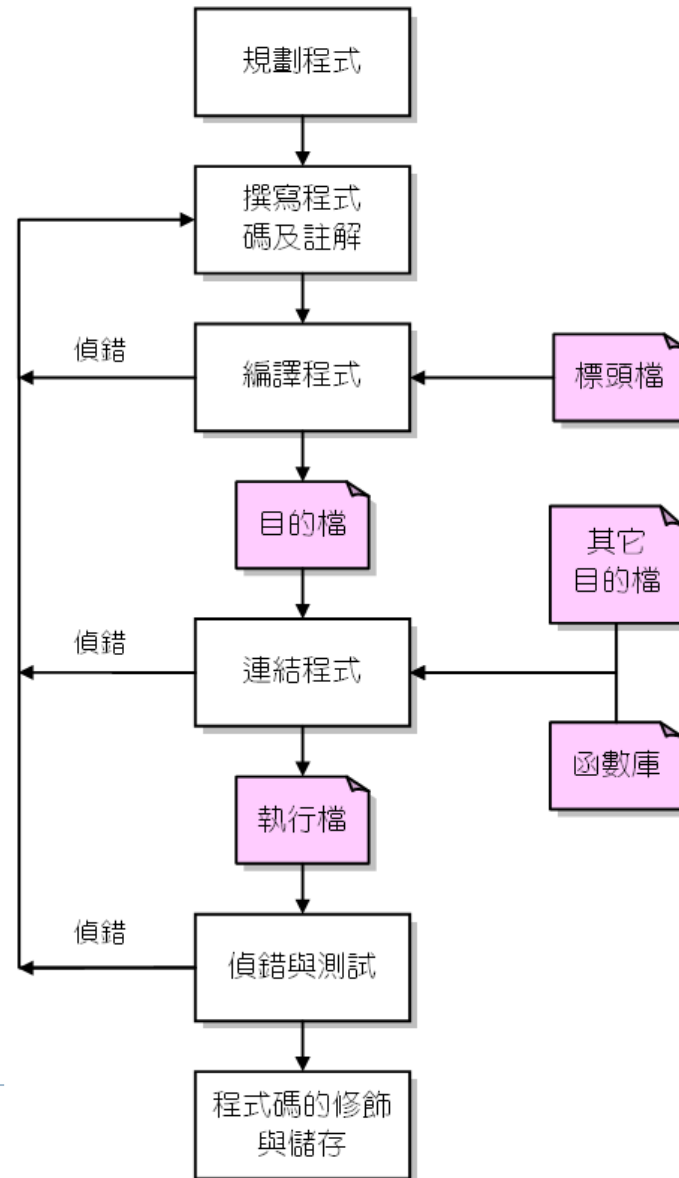 規劃程式
撰寫程式
碼及註解
偵錯
編譯程式
標頭檔
目的檔
其它
目的檔
偵錯
連結程式
函數庫
執行檔
偵錯
偵錯與測試
程式碼的修飾
與儲存